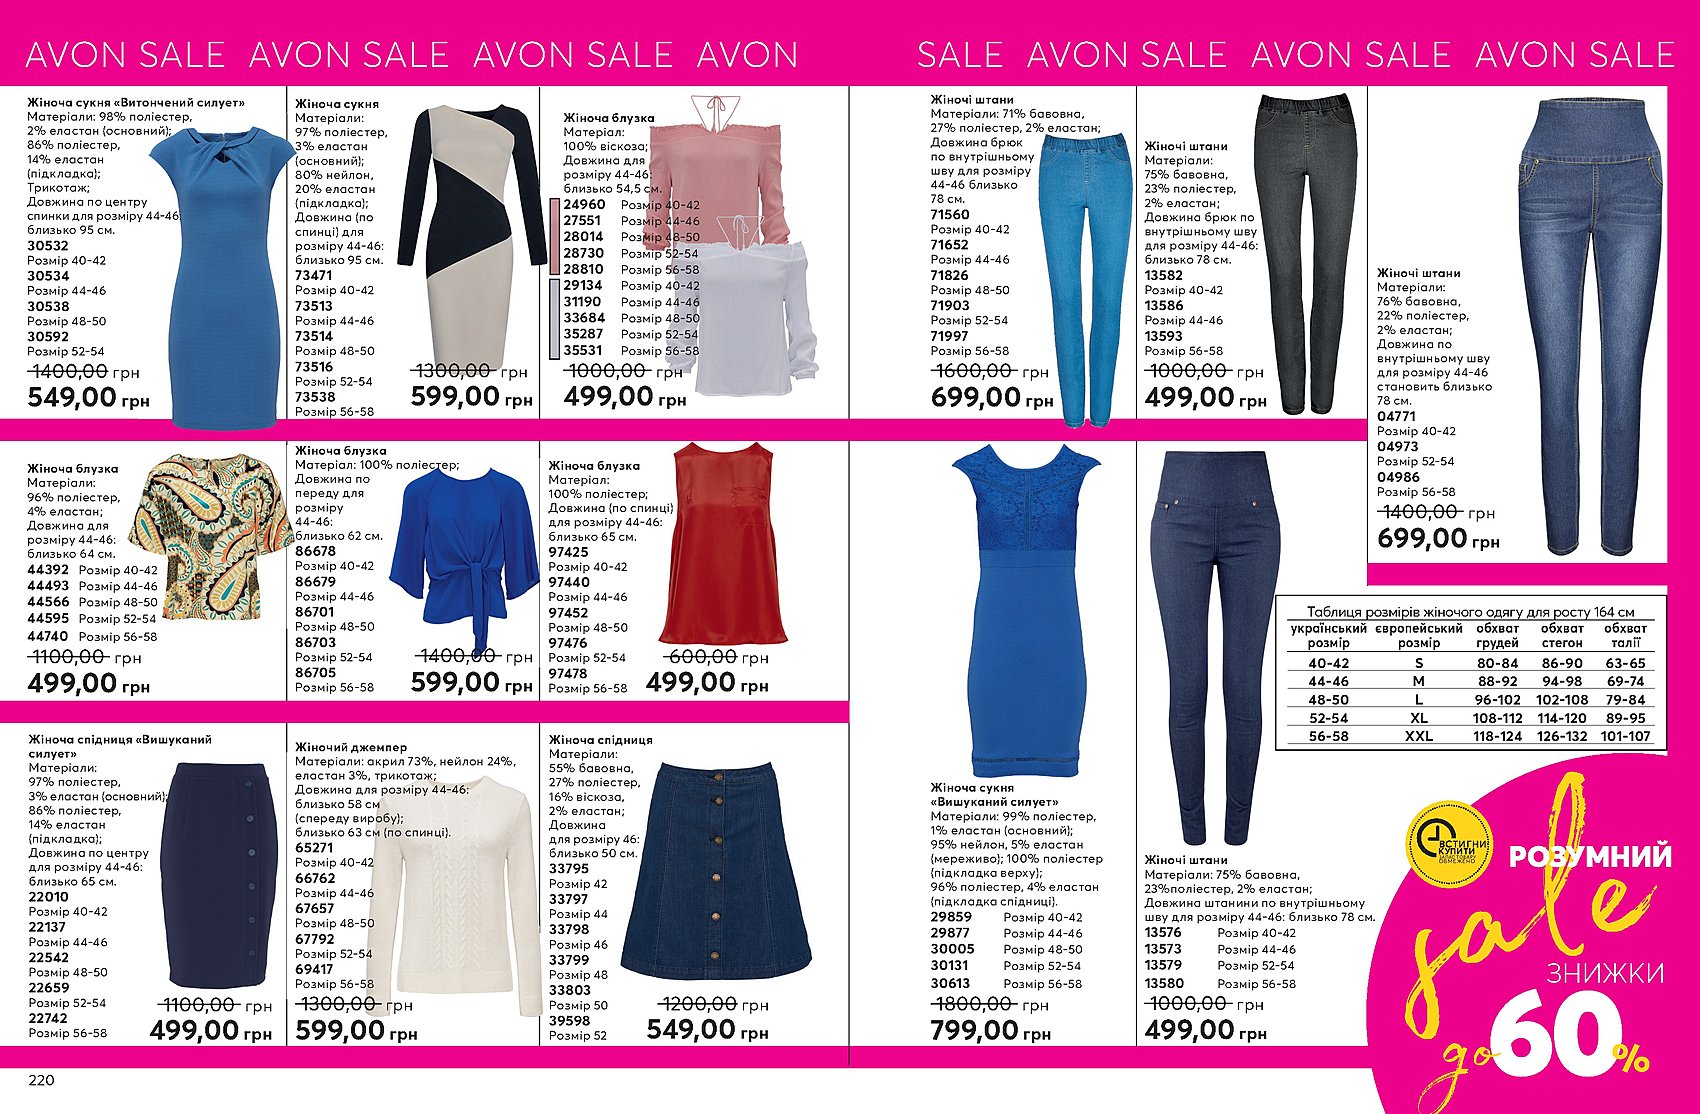 AVON SALE AVON SALE AVON SALE AVON
SALE AVON SALE AVON SALE AVON SALE
Жіноча сукня «Витончений силует»
Матеріали: 98% поліестер,
2% еластан (основний);
86% поліестер,
14% еластан
(підкладка);
Трикотаж;
Довжина по центру
спинки для розміру 44-46
близько 95 см.
30532
Розмір 40-42
30534
Розмір 44-46
30538
Розмір 48-50
30592
Розмір 52-54
1400,00 грн
549,00 грн
Жіноча сукня
Матеріали:
97% поліестер,
3% еластан
(основний);
80% нейлон,
20% еластан
(підкладка);
Довжина (по
спинці) для
розміру 44-46:
близько 95 см.
73471
Розмір 40-42
73513
Розмір 44-46
73514
Розмір 48-50
73516
Розмір 52-54
73538
Розмір 56-58
1300,00 грн
599,00 грн
Жіноча блузка
Матеріал:
100% віскоза;
Довжина для
розміру 44-46:
близько 54,5 см.
24960 Розмір 40-42
27551 Розмір 44-46
28014 Розмір 48-50
28730 Розмір 52-54
28810 Розмір 56-58
29134 Розмір 40-42
31190 Розмір 44-46
33684 Розмір 48-50
35287 Розмір 52-54
35531 Розмір 56-58
1000,00 грн
499,00 грн
Жіночі штани
Матеріали: 71% бавовна,
27% поліестер, 2% еластан;
Довжина брюк
по внутрішньому
шву для розміру
44-46 близько
78 см.
71560
Розмір 40-42
71652
Розмір 44-46
71826
Розмір 48-50
71903
Розмір 52-54
71997
Розмір 56-58
1600,00 грн
699,00 грн
Жіночі штани
Матеріали:
75% бавовна,
23% поліестер,
2% еластан;
Довжина брюк по
внутрішньому шву
для розміру 44-46:
близько 78 см.
13582
Розмір 40-42
13586
Розмір 44-46
13593
Розмір 56-58
1000,00 грн
499,00 грн
Жіночі штани
Матеріали:
76% бавовна,
22% поліестер,
2% еластан;
Довжина по
внутрішньому шву
для розміру 44-46
становить близько
78 см.
04771
Розмір 40-42
04973
Розмір 52-54
04986
Розмір 56-58
1400,00 грн
699,00 грн
Жіноча блузка
Матеріали:
96% поліестер,
4% еластан;
Довжина для
розміру 44-46:
близько 64 см.
44392 Розмір 40-42
44493 Розмір 44-46
44566 Розмір 48-50
44595 Розмір 52-54
44740 Розмір 56-58
1100,00 грн
499,00 грн
Жіноча блузка
Матеріал: 100% поліестер;
Довжина по
переду для
розміру
44-46:
близько 62 см.
86678
Розмір 40-42
86679
Розмір 44-46
86701
Розмір 48-50
86703
Розмір 52-54
86705
Розмір 56-58
1400,00 грн
599,00 грн
Жіноча блузка
Матеріал:
100% поліестер;
Довжина (по спинці)
для розміру 44-46:
близько 65 см.
97425
Розмір 40-42
97440
Розмір 44-46
97452
Розмір 48-50
97476
Розмір 52-54
97478
Розмір 56-58
600,00 грн
499,00 грн
Жіноча спідниця «Вишуканий
силует»
Матеріали:
97% поліестер,
3% еластан (основний);
86% поліестер,
14% еластан
(підкладка);
Довжина по центру
для розміру 44-46:
близько 65 см.
22010
Розмір 40-42
22137
Розмір 44-46
22542
Розмір 48-50
22659
Розмір 52-54
22742
Розмір 56-58
1100,00 грн
499,00 грн
Жіночий джемпер
Матеріали: акрил 73%, нейлон 24%,
еластан 3%, трикотаж;
Довжина для розміру 44-46:
близько 58 см
(спереду виробу);
близько 63 см (по спинці).
65271
Розмір 40-42
66762
Розмір 44-46
67657
Розмір 48-50
67792
Розмір 52-54
69417
Розмір 56-58
1300,00 грн
599,00 грн
Жіноча спідниця
Матеріали:
55% бавовна,
27% поліестер,
16% віскоза,
2% еластан;
Довжина
для розміру 46:
близько 50 см.
33795
Розмір 42
33797
Розмір 44
33798
Розмір 46
33799
Розмір 48
33803
Розмір 50
39598
Розмір 52
1200,00 грн
549,00 грн
Жіноча сукня
«Вишуканий силует»
Матеріали: 99% поліестер,
1% еластан (основний);
95% нейлон, 5% еластан
(мереживо); 100% поліестер
(підкладка верху);
96% поліестер, 4% еластан
(підкладка спідниці).
29859 Розмір 40-42
29877 Розмір 44-46
30005 Розмір 48-50
30131 Розмір 52-54
30613 Розмір 56-58
1800,00 грн
799,00 грн
Жіночі штани
Матеріали: 75% бавовна,
23%поліестер, 2% еластан;
Довжина штанини по внутрішньому
шву для розміру 44-46: близько 78 см.
13576 Розмір 40-42
13573 Розмір 44-46
13579 Розмір 52-54
13580 Розмір 56-58
1000,00 грн
499,00 грн
Таблиця розмірів жіночого одягу для росту 164 см
український європейський обхват обхват обхват
розмір розмір грудей стегон талії
40-42 S 80-84 86-90 63-65
44-46 M 88-92 94-98 69-74
48-50 L 96-102 102-108 79-84
52-54 XL 108-112 114-120 89-95
56-58 XXL 118-124 126-132 101-107
ВСТИГНИ
КУПИТИ
ЗАПАС ТОВАРУ
ОБМЕЖЕНО
РОЗУМНИЙ
sale
ЗНИЖКИ
до 60%
220